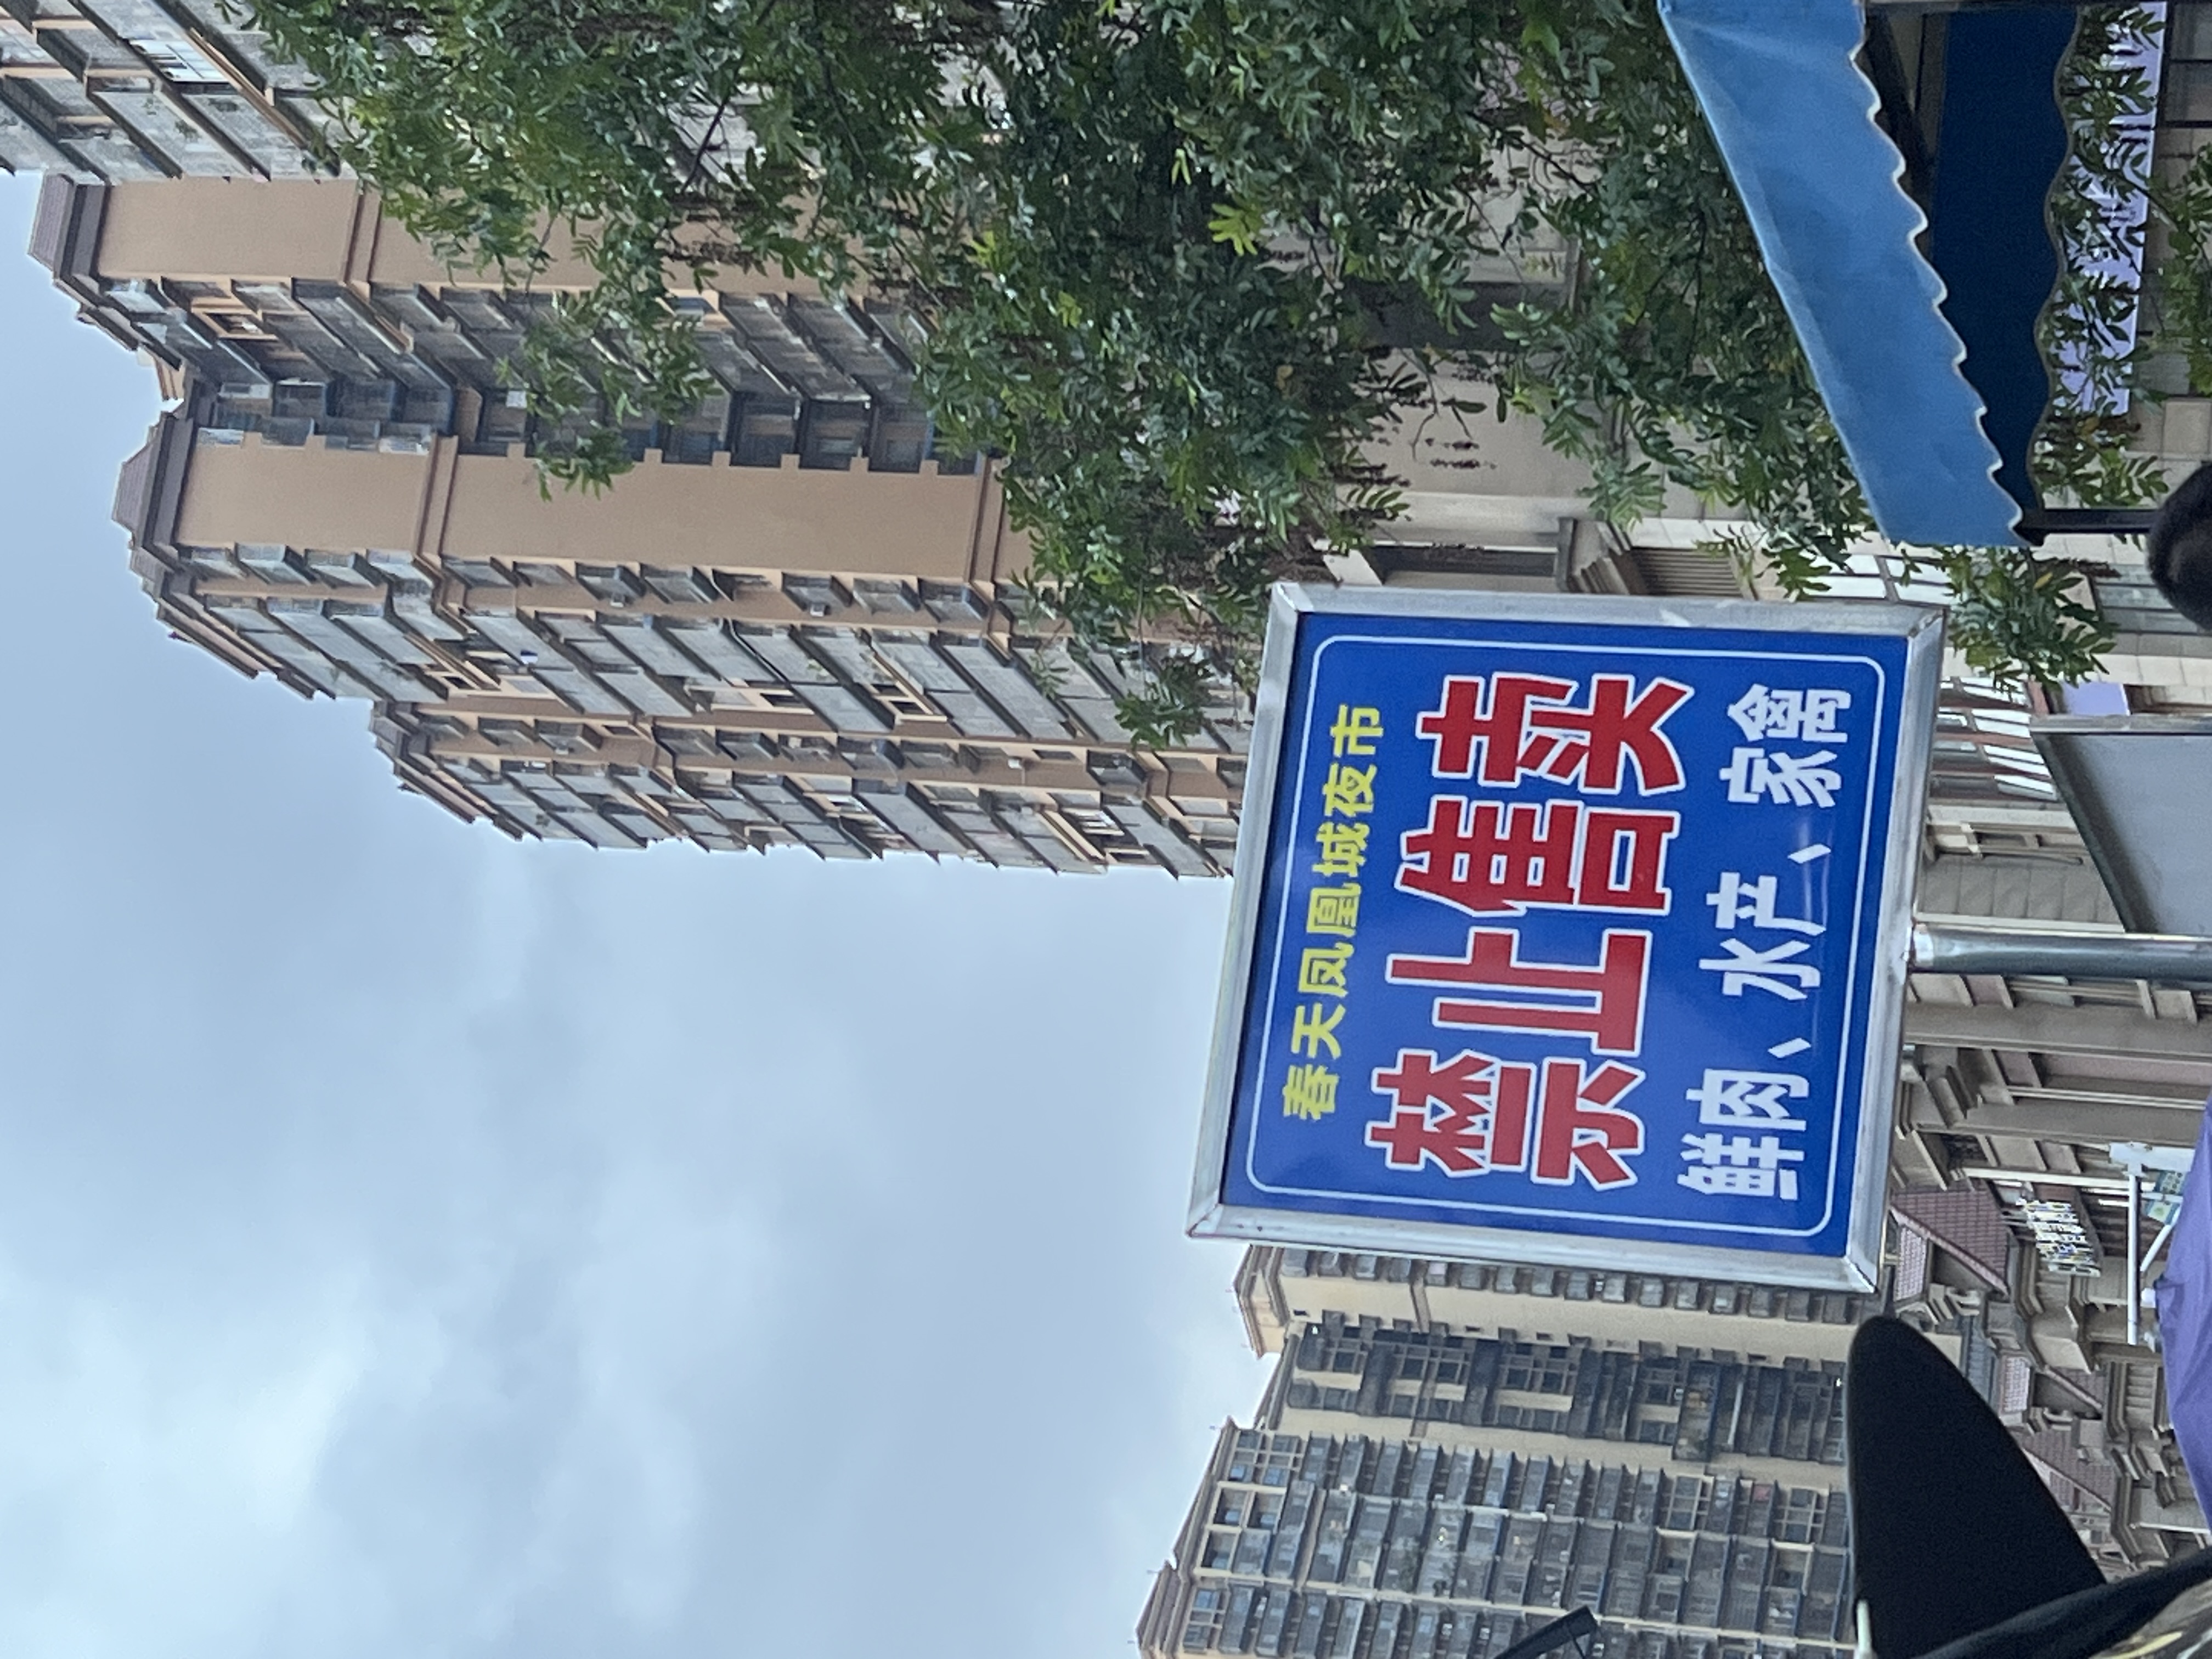 春天凤凰城夜市
禁止售卖
鲜肉、水产、家禽